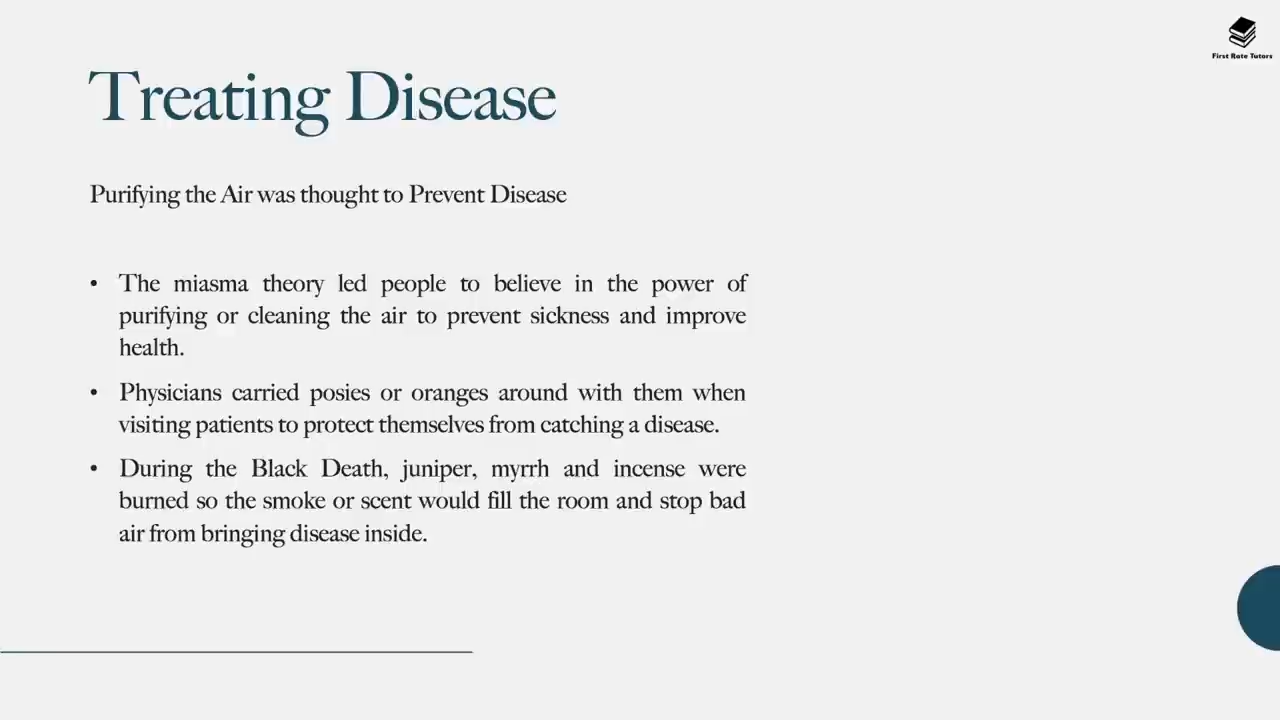 First Rate Tutors
Treating Disease
Purifying the Air was thought to Prevent Disease
• The miasma theory led people to believe in the power of
purifying or cleaning the air to prevent sickness and improve
health.
• Physicians carried posies or oranges around with them when
visiting patients to protect themselves from catching a disease.
• During the Black Death, juniper, myrrh and incense were
burned so the smoke or scent would fill the room and stop bad
air from bringing disease inside.